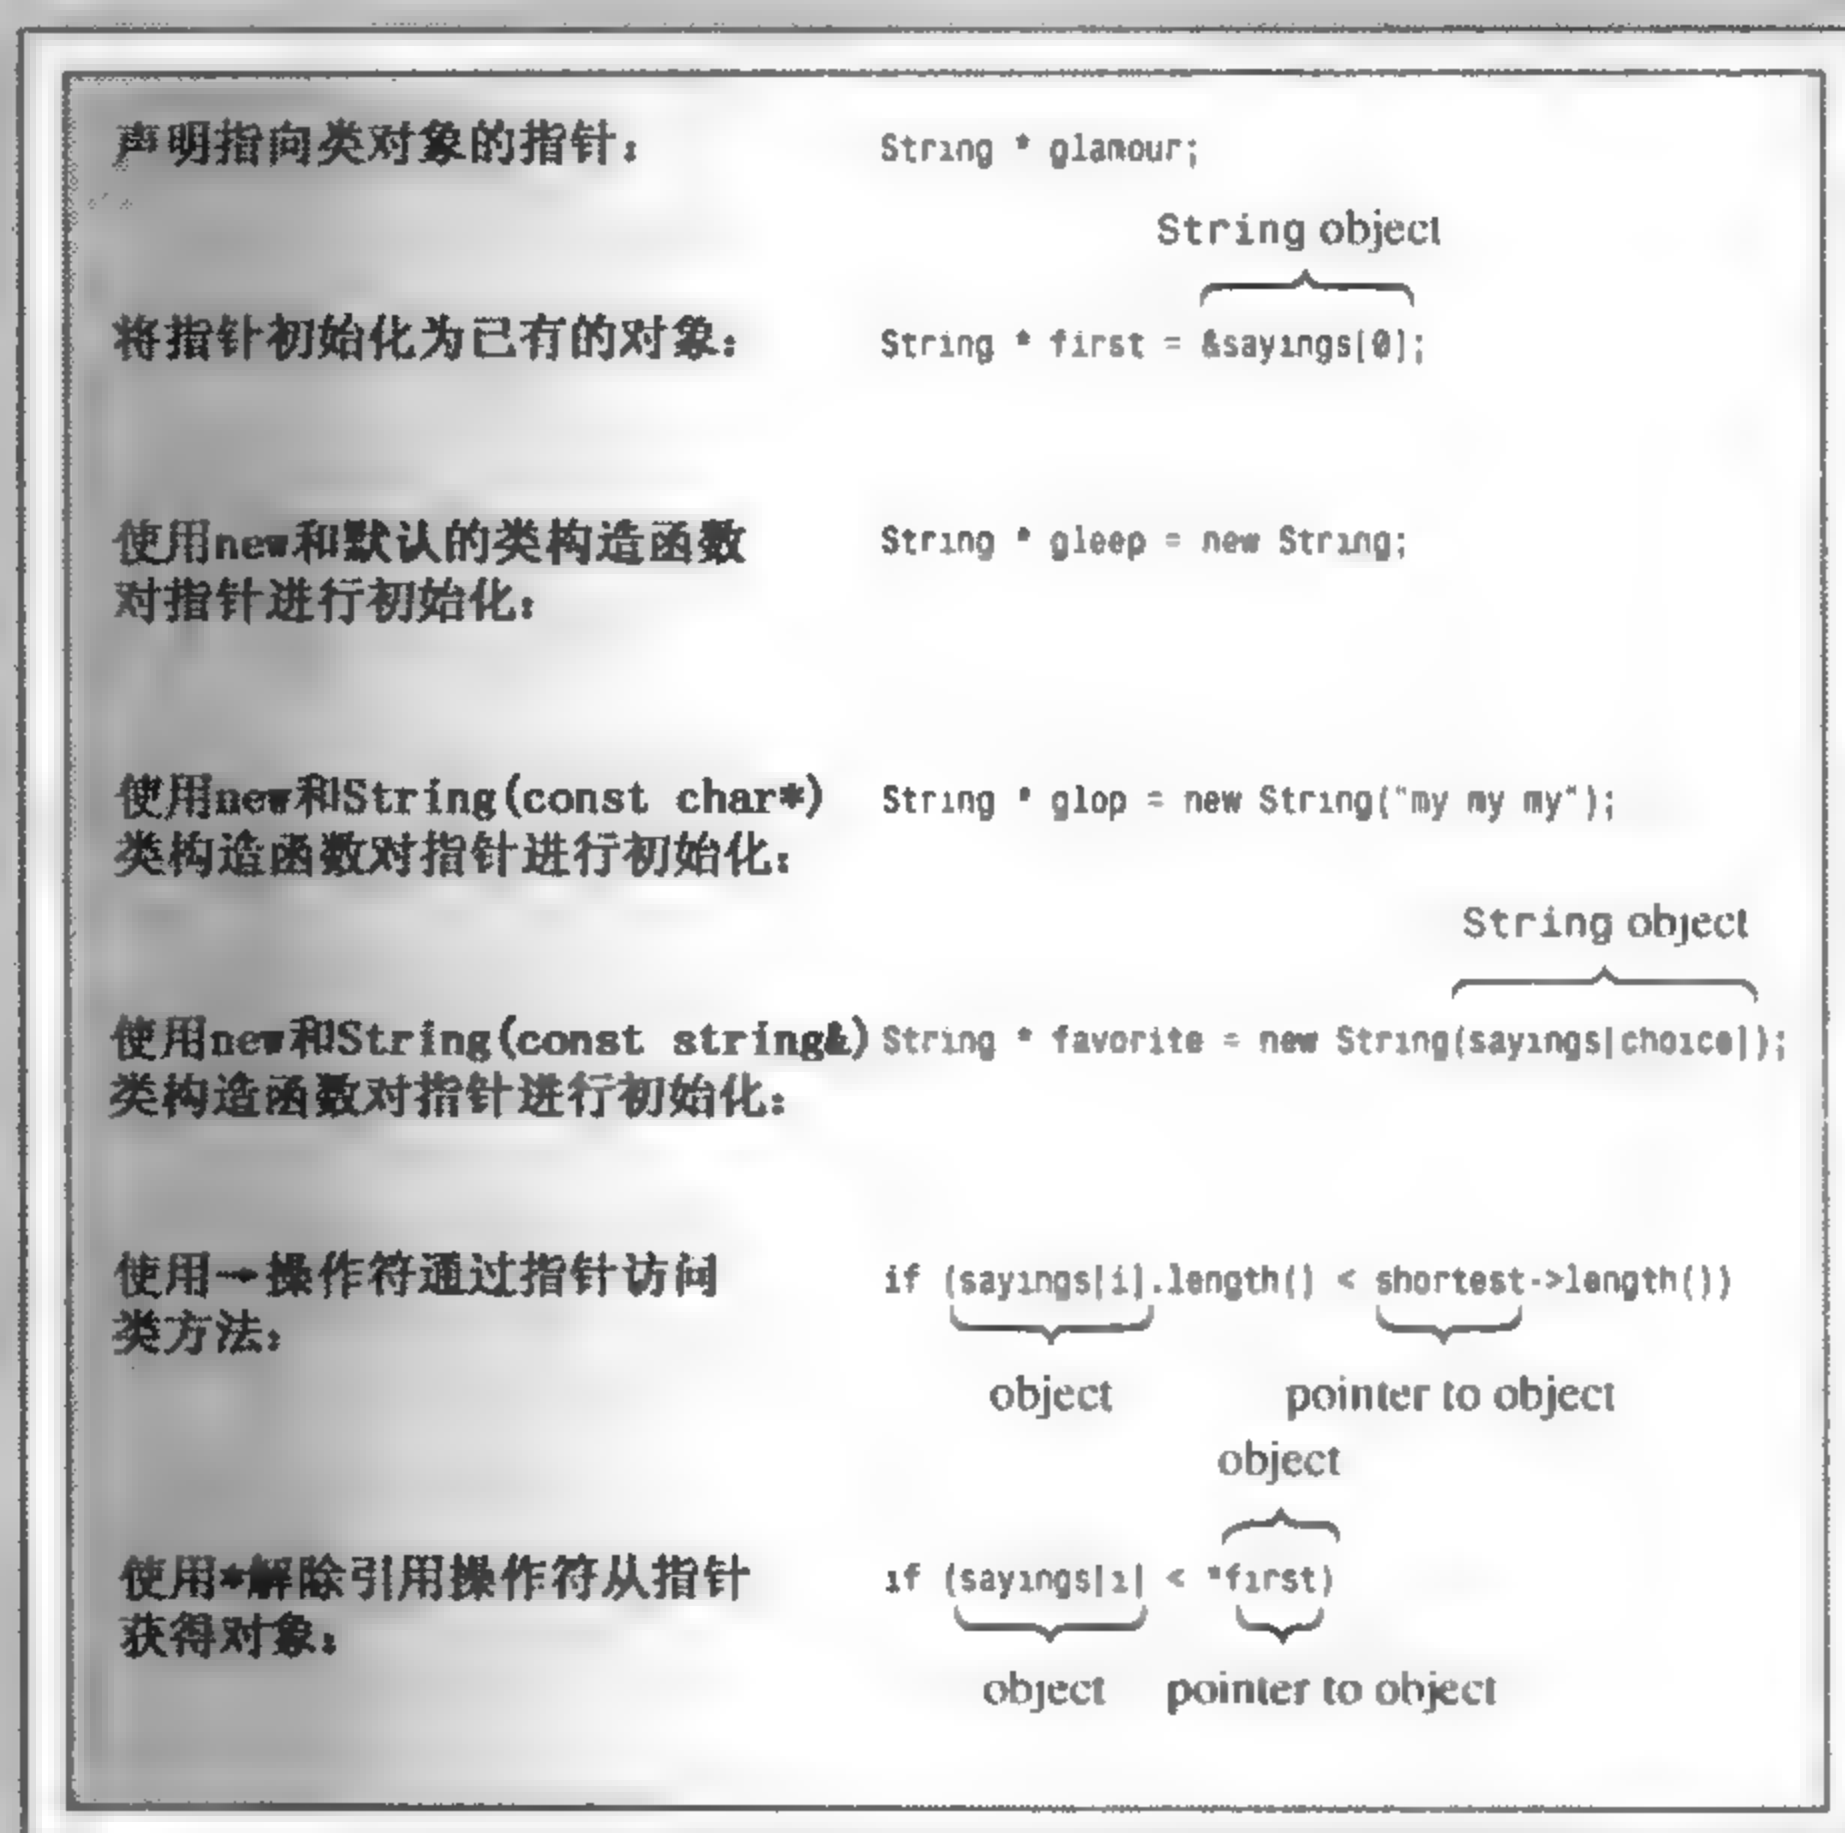 声明指向类对象的指针： String * glamour;
String object
将指针初始化为已有的对象： String * first = &sayings[0];
使用new和默认的类构造函数 String * gleep = new String;
对指针进行初始化：
使用new和String(const char*) String * glop = new String("my my my");
类构造函数对指针进行初始化：
String object
使用new和String(const string&) String * favorite = new String(sayings[choice]);
类构造函数对指针进行初始化：
使用→操作符通过指针访问 if (sayings[i].length() < shortest->length())
类方法：
object pointer to object
object
使用*解除引用操作符从指针 if (sayings[i] < *first)
获得对象：
object pointer to object